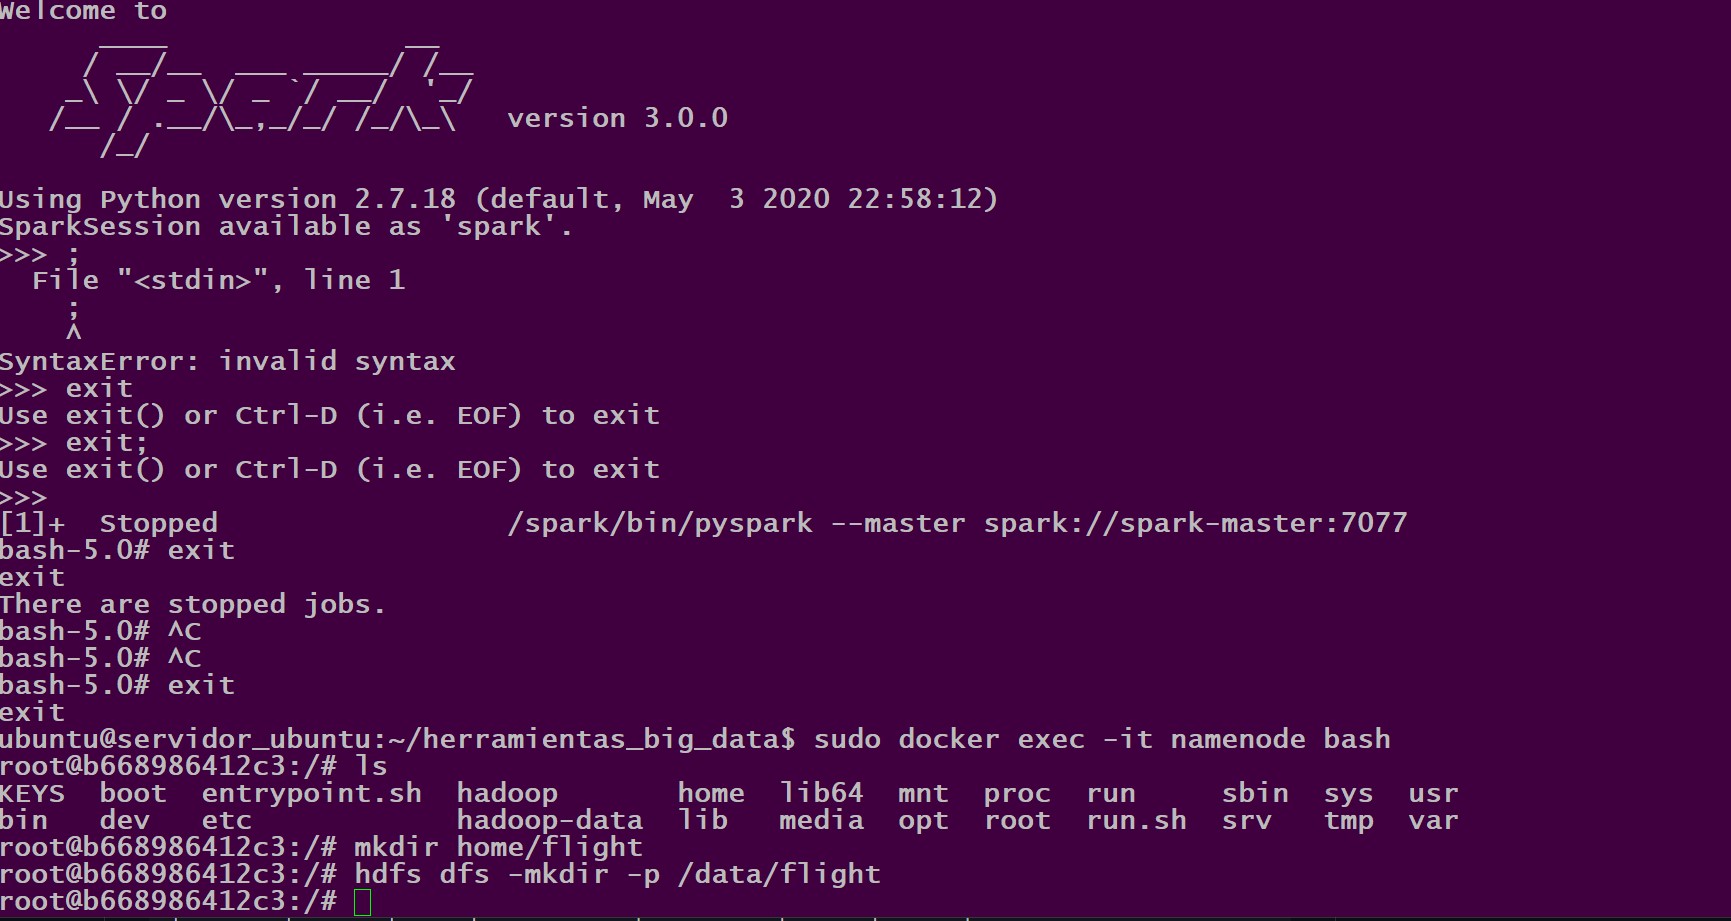 Welcome to
      ____              __
     / __/__  ___ _____/ /__
    _\ \/ _ \/ _ `/ __/  '_/
   /__ / .__/\_,_/_/ /_/\_\   version 3.0.0
      /_/
Using Python version 2.7.18 (default, May  3 2020 22:58:12)
SparkSession available as 'spark'.
>>> ;
  File "<stdin>", line 1
    ;
    ^
SyntaxError: invalid syntax
>>> exit
Use exit() or Ctrl-D (i.e. EOF) to exit
>>> exit;
Use exit() or Ctrl-D (i.e. EOF) to exit
>>>
[1]+  Stopped                 /spark/bin/pyspark --master spark://spark-master:7077
bash-5.0# exit
exit
There are stopped jobs.
bash-5.0# ^C
bash-5.0# ^C
bash-5.0# exit
exit
ubuntu@servidor_ubuntu:~/herramientas_big_data$ sudo docker exec -it namenode bash
root@b668986412c3:/# ls
KEYS  boot  entrypoint.sh  hadoop       home  lib64  mnt  proc  run     sbin  sys  usr
bin   dev   etc            hadoop-data  lib   media  opt  root  run.sh  srv   tmp  var
root@b668986412c3:/# mkdir home/flight
root@b668986412c3:/# hdfs dfs -mkdir -p /data/flight
root@b668986412c3:/#